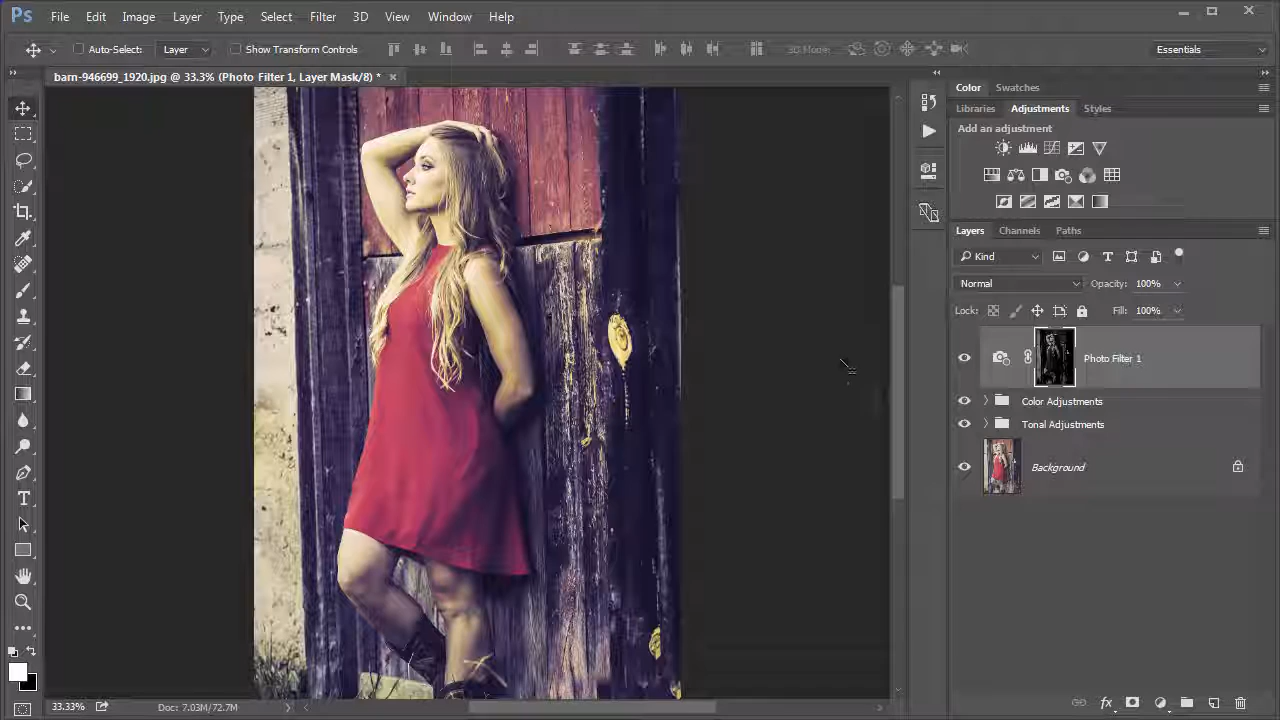 Ps File Edit Image Layer Type Select Filter 3D View Window Help
Auto-Select: Layer Show Transform Controls 3D Mode: Essentials
barn-946699_1920.jpg @ 33.3% (Photo Filter 1, Layer Mask/8) *
Color Swatches
Libraries Adjustments Styles
Add an adjustment
Layers Channels Paths
Kind
Normal Opacity: 100%
Lock: Fill: 100%
Photo Filter 1
Color Adjustments
Tonal Adjustments
Background
33.33% Doc: 7.03M/72.7M